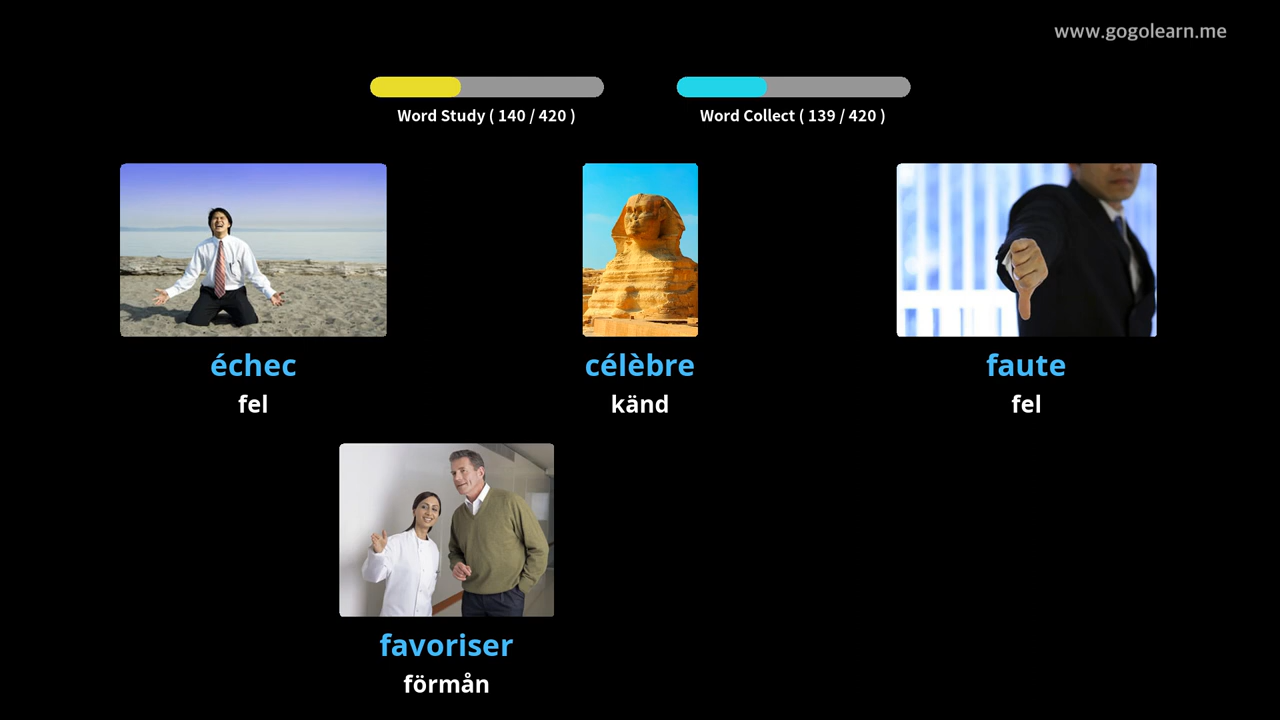 www.gogolearn.me
Word Study ( 140 / 420 )
Word Collect ( 139 / 420 )
échec
fel
célèbre
känd
faute
fel
favoriser
förmån